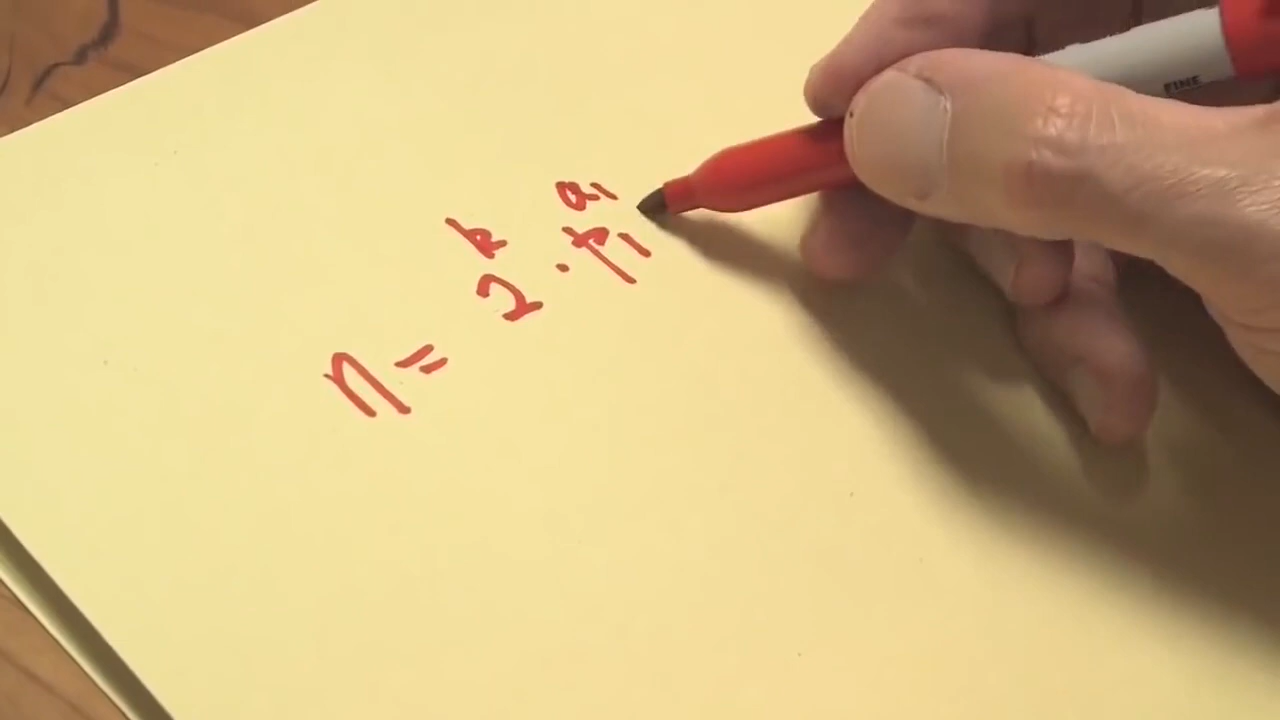 n = 2^k · p₁^a₁
FINE